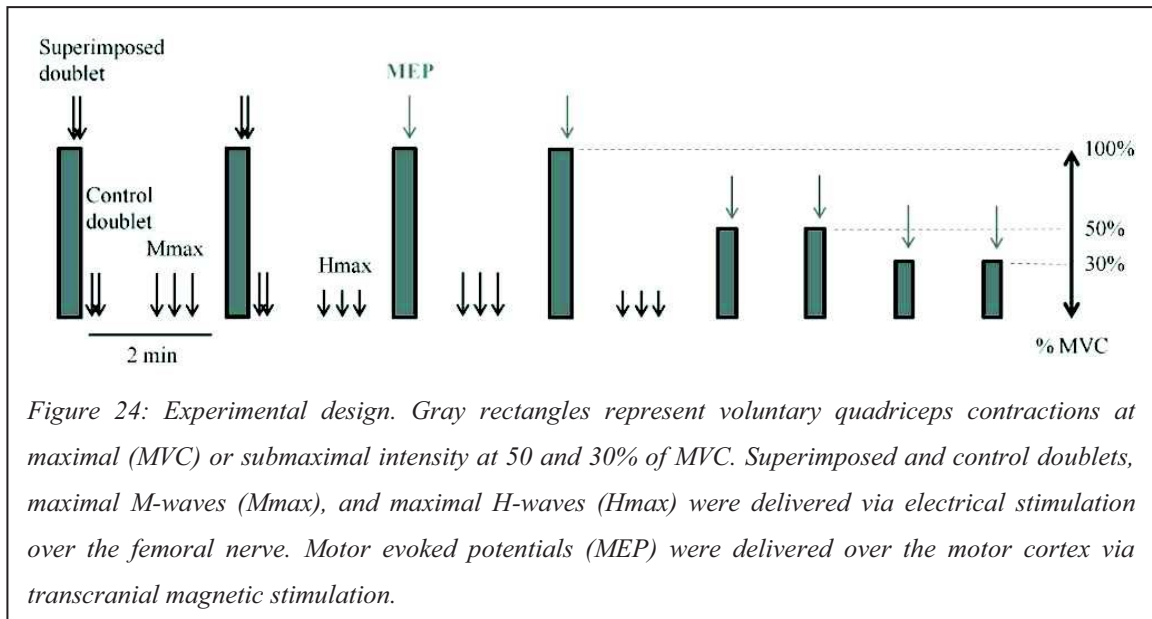 Superimposed
doublet
MEP
100%
Control
doublet
Mmax
Hmax
50%
30%
2 min
% MVC
Figure 24: Experimental design. Gray rectangles represent voluntary quadriceps contractions at
maximal (MVC) or submaximal intensity at 50 and 30% of MVC. Superimposed and control doublets,
maximal M-waves (Mmax), and maximal H-waves (Hmax) were delivered via electrical stimulation
over the femoral nerve. Motor evoked potentials (MEP) were delivered over the motor cortex via
transcranial magnetic stimulation.